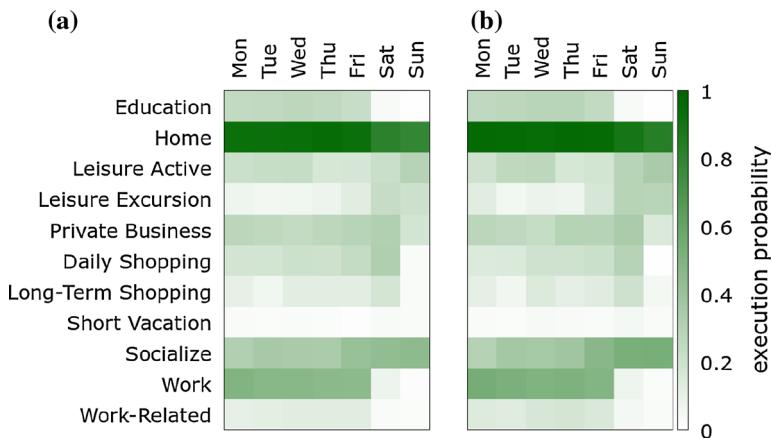 (a)
(b)
Mon Tue Wed Thu Fri Sat Sun
Mon Tue Wed Thu Fri Sat Sun
Education
Home
Leisure Active
Leisure Excursion
Private Business
Daily Shopping
Long-Term Shopping
Short Vacation
Socialize
Work
Work-Related
1
0.8
0.6
0.4
0.2
0
execution probability